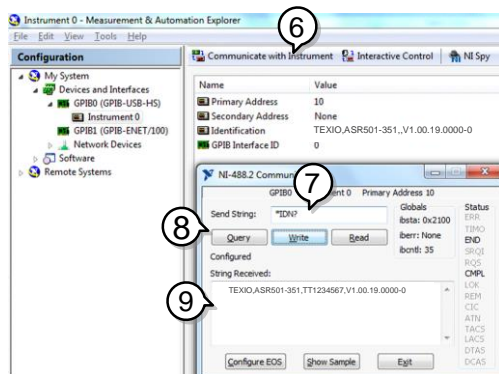 Instrument 0 - Measurement & Automation Explorer
File Edit View Tools Help
6
Configuration
Communicate with Instrument Interactive Control NI Spy
My System
Devices and Interfaces
GPIB0 (GPIB-USB-HS)
Instrument 0
GPIB1 (GPIB-ENET/100)
Network Devices
Software
Remote Systems
Name Value
Primary Address 10
Secondary Address None
Identification TEXIO,ASR501-351,,V1.00.19.0000-0
GPIB Interface ID 0
NI-488.2 Commun
7
GPIB0 ent 0 Primary Address 10
Send String: *IDN?
8
Query Write Read
Configured
Globals
ibsta: 0x2100
iberr: None
ibcntl: 35
Status
ERR
TIMO
END
SRQI
RQS
CMPL
LOK
REM
CIC
ATN
TACS
LACS
DTAS
DCAS
String Received:
9
TEXIO,ASR501-351,TT1234567,V1.00.19.0000-0
Configure EOS Show Sample Exit